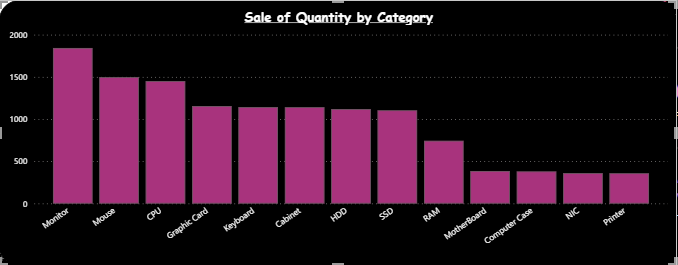 Sale of Quantity by Category
2000
1500
1000
500
0
Monitor
Mouse
CPU
Graphic Card
Keyboard
Cabinet
HDD
SSD
RAM
MotherBoard
Computer Case
NIC
Printer